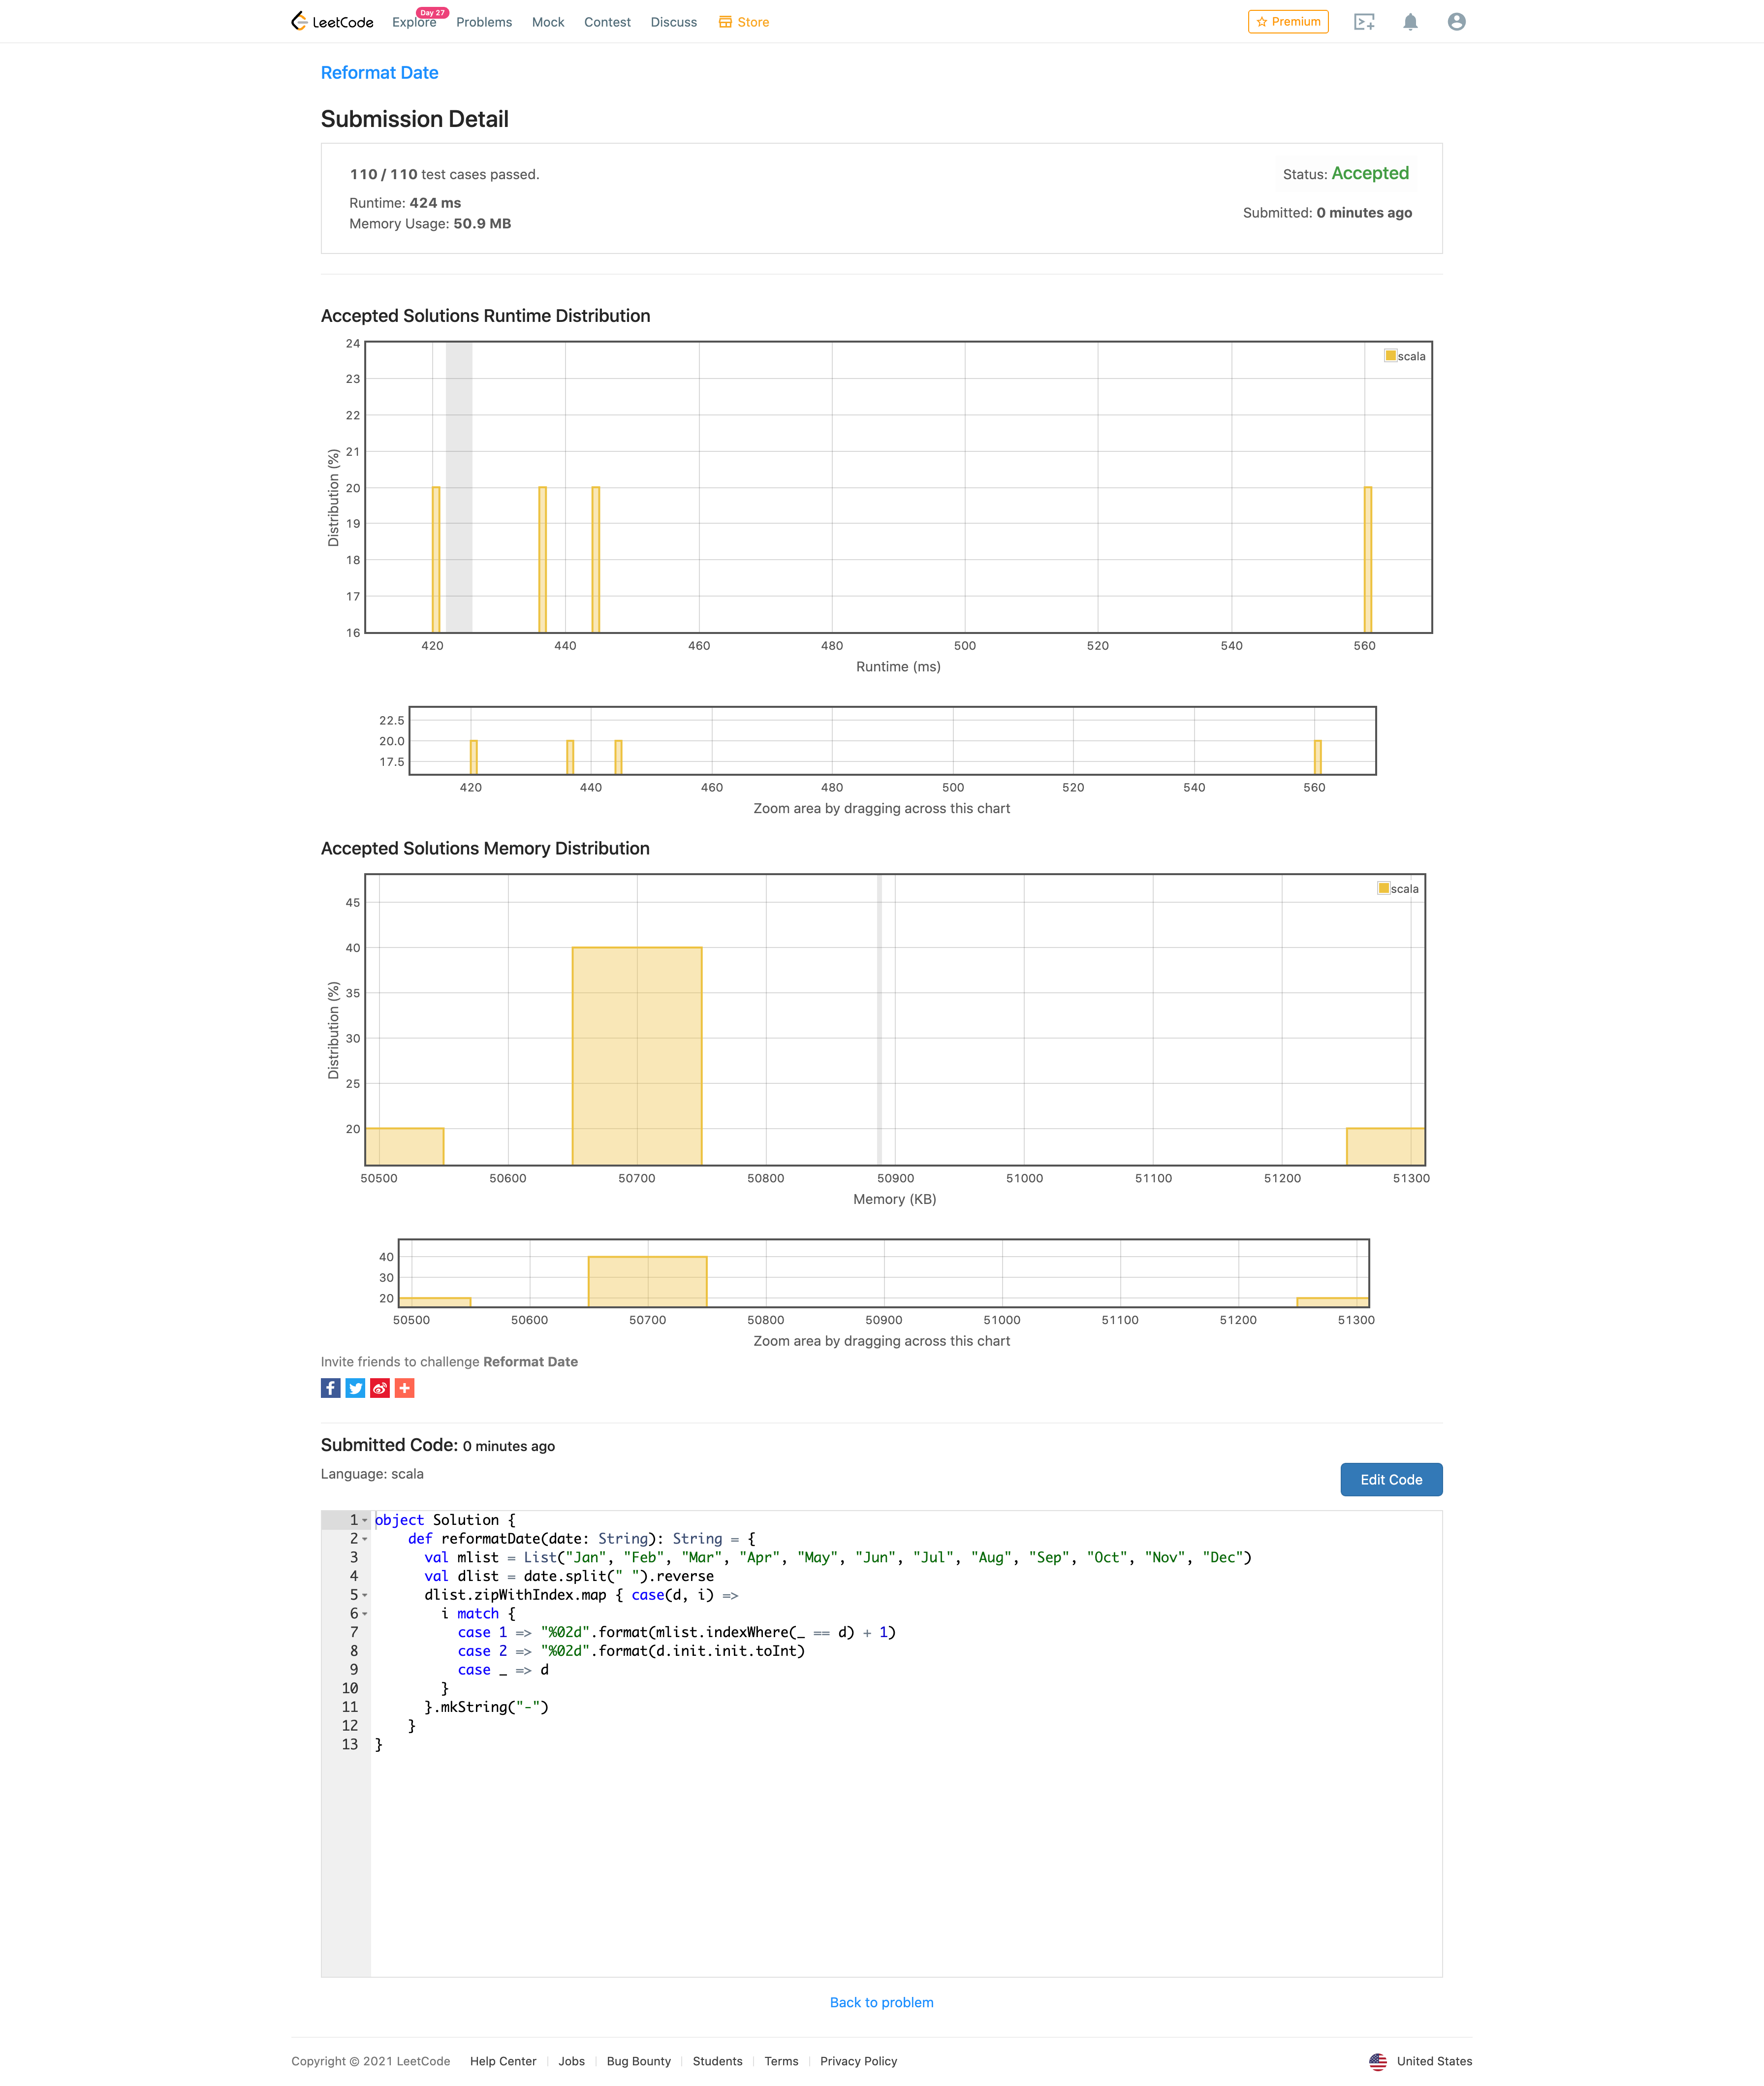 LeetCode Explore Day 27 Problems Mock Contest Discuss Store Premium
Reformat Date
Submission Detail
110 / 110 test cases passed.
Status: Accepted
Runtime: 424 ms
Submitted: 0 minutes ago
Memory Usage: 50.9 MB
Accepted Solutions Runtime Distribution
24
scala
23
22
21
20
19
18
17
16
Distribution (%)
420 440 460 480 500 520 540 560
Runtime (ms)
22.5
20.0
17.5
420 440 460 480 500 520 540 560
Zoom area by dragging across this chart
Accepted Solutions Memory Distribution
scala
45
40
35
30
25
20
Distribution (%)
50500 50600 50700 50800 50900 51000 51100 51200 51300
Memory (KB)
40
30
20
50500 50600 50700 50800 50900 51000 51100 51200 51300
Zoom area by dragging across this chart
Invite friends to challenge Reformat Date
Submitted Code: 0 minutes ago
Language: scala
Edit Code
1 object Solution {
2     def reformatDate(date: String): String = {
3       val mlist = List("Jan", "Feb", "Mar", "Apr", "May", "Jun", "Jul", "Aug", "Sep", "Oct", "Nov", "Dec")
4       val dlist = date.split(" ").reverse
5       dlist.zipWithIndex.map { case(d, i) =>
6         i match {
7           case 1 => "%02d".format(mlist.indexWhere(_ == d) + 1)
8           case 2 => "%02d".format(d.init.init.toInt)
9           case _ => d
10         }
11       }.mkString("-")
12     }
13 }
Back to problem
Copyright © 2021 LeetCode Help Center Jobs Bug Bounty Students Terms Privacy Policy United States